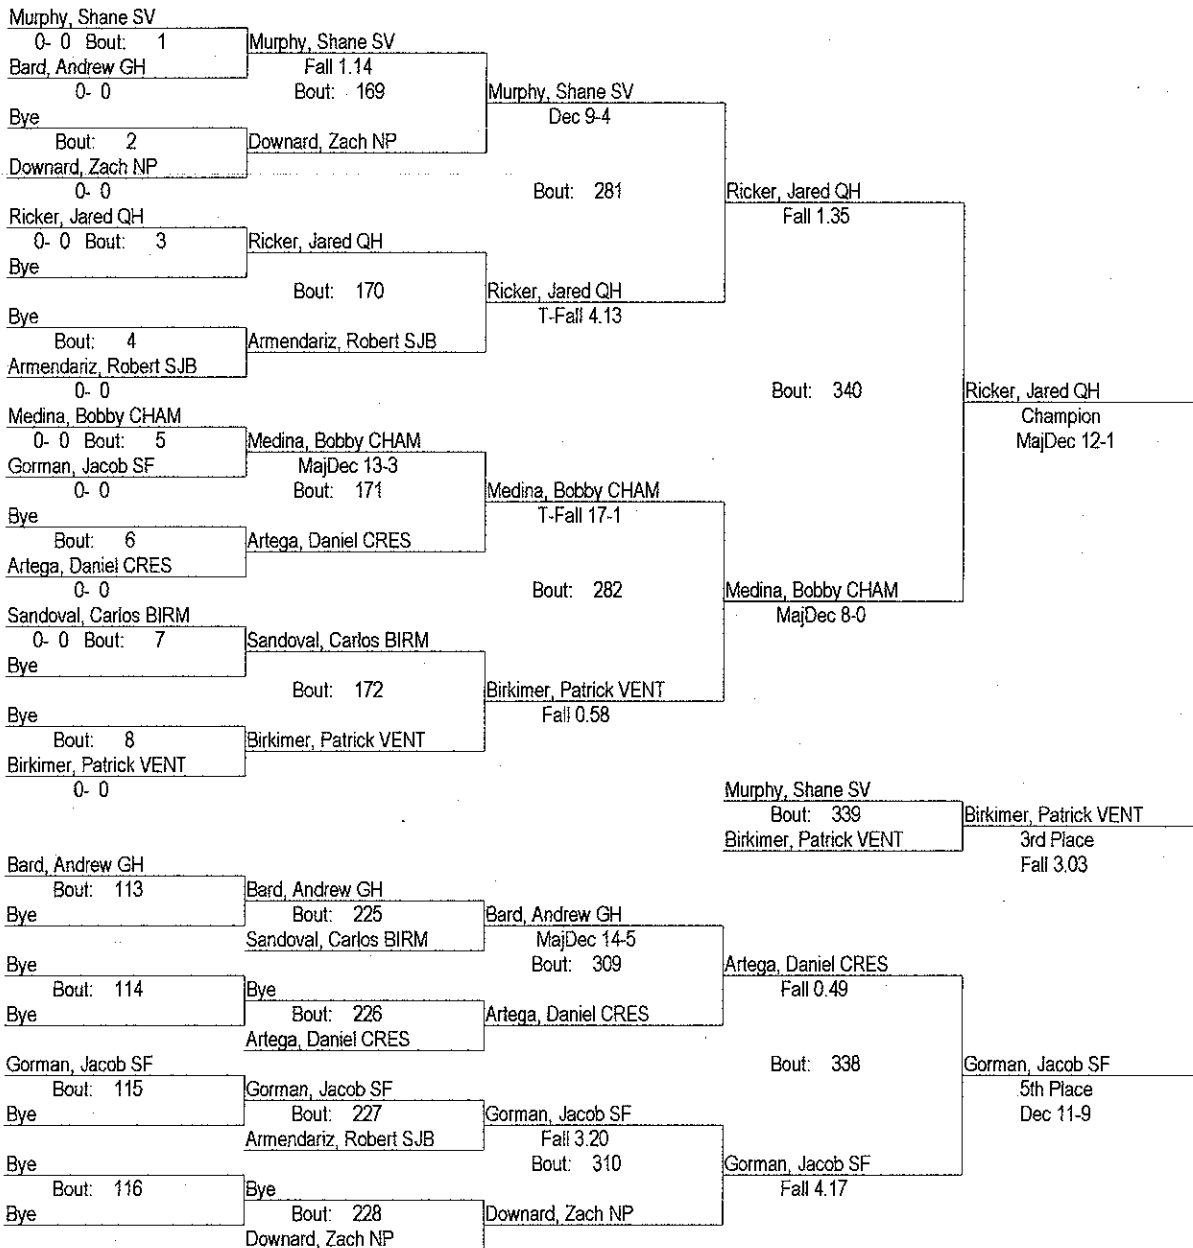 Murphy, Shane SV
0- 0 Bout: 1
Murphy, Shane SV
Bard, Andrew GH
Fall 1.14
0- 0
Bout: 169
Murphy, Shane SV
Bye
Dec 9-4
Bout: 2
Downard, Zach NP
Downard, Zach NP
0- 0
Bout: 281
Ricker, Jared QH
Ricker, Jared QH
Fall 1.35
0- 0 Bout: 3
Ricker, Jared QH
Bye
Bout: 170
Ricker, Jared QH
Bye
T-Fall 4.13
Bout: 4
Armendariz, Robert SJB
Armendariz, Robert SJB
0- 0
Bout: 340
Ricker, Jared QH
Medina, Bobby CHAM
Champion
0- 0 Bout: 5
Medina, Bobby CHAM
MajDec 12-1
Gorman, Jacob SF
MajDec 13-3
0- 0
Bout: 171
Medina, Bobby CHAM
Bye
T-Fall 17-1
Bout: 6
Artega, Daniel CRES
Artega, Daniel CRES
0- 0
Bout: 282
Medina, Bobby CHAM
Sandoval, Carlos BIRM
MajDec 8-0
0- 0 Bout: 7
Sandoval, Carlos BIRM
Bye
Bout: 172
Birkimer, Patrick VENT
Bye
Fall 0.58
Bout: 8
Birkimer, Patrick VENT
Birkimer, Patrick VENT
0- 0
Murphy, Shane SV
Bout: 339
Birkimer, Patrick VENT
Birkimer, Patrick VENT
3rd Place
Bard, Andrew GH
Fall 3.03
Bout: 113
Bard, Andrew GH
Bye
Bout: 225
Bard, Andrew GH
Sandoval, Carlos BIRM
MajDec 14-5
Bye
Bout: 309
Artega, Daniel CRES
Bout: 114
Bye
Fall 0.49
Bye
Bout: 226
Artega, Daniel CRES
Artega, Daniel CRES
Gorman, Jacob SF
Bout: 338
Gorman, Jacob SF
Bout: 115
Gorman, Jacob SF
5th Place
Bye
Bout: 227
Gorman, Jacob SF
Dec 11-9
Armendariz, Robert SJB
Fall 3.20
Bye
Bout: 310
Gorman, Jacob SF
Bout: 116
Bye
Fall 4.17
Bye
Bout: 228
Downard, Zach NP
Downard, Zach NP